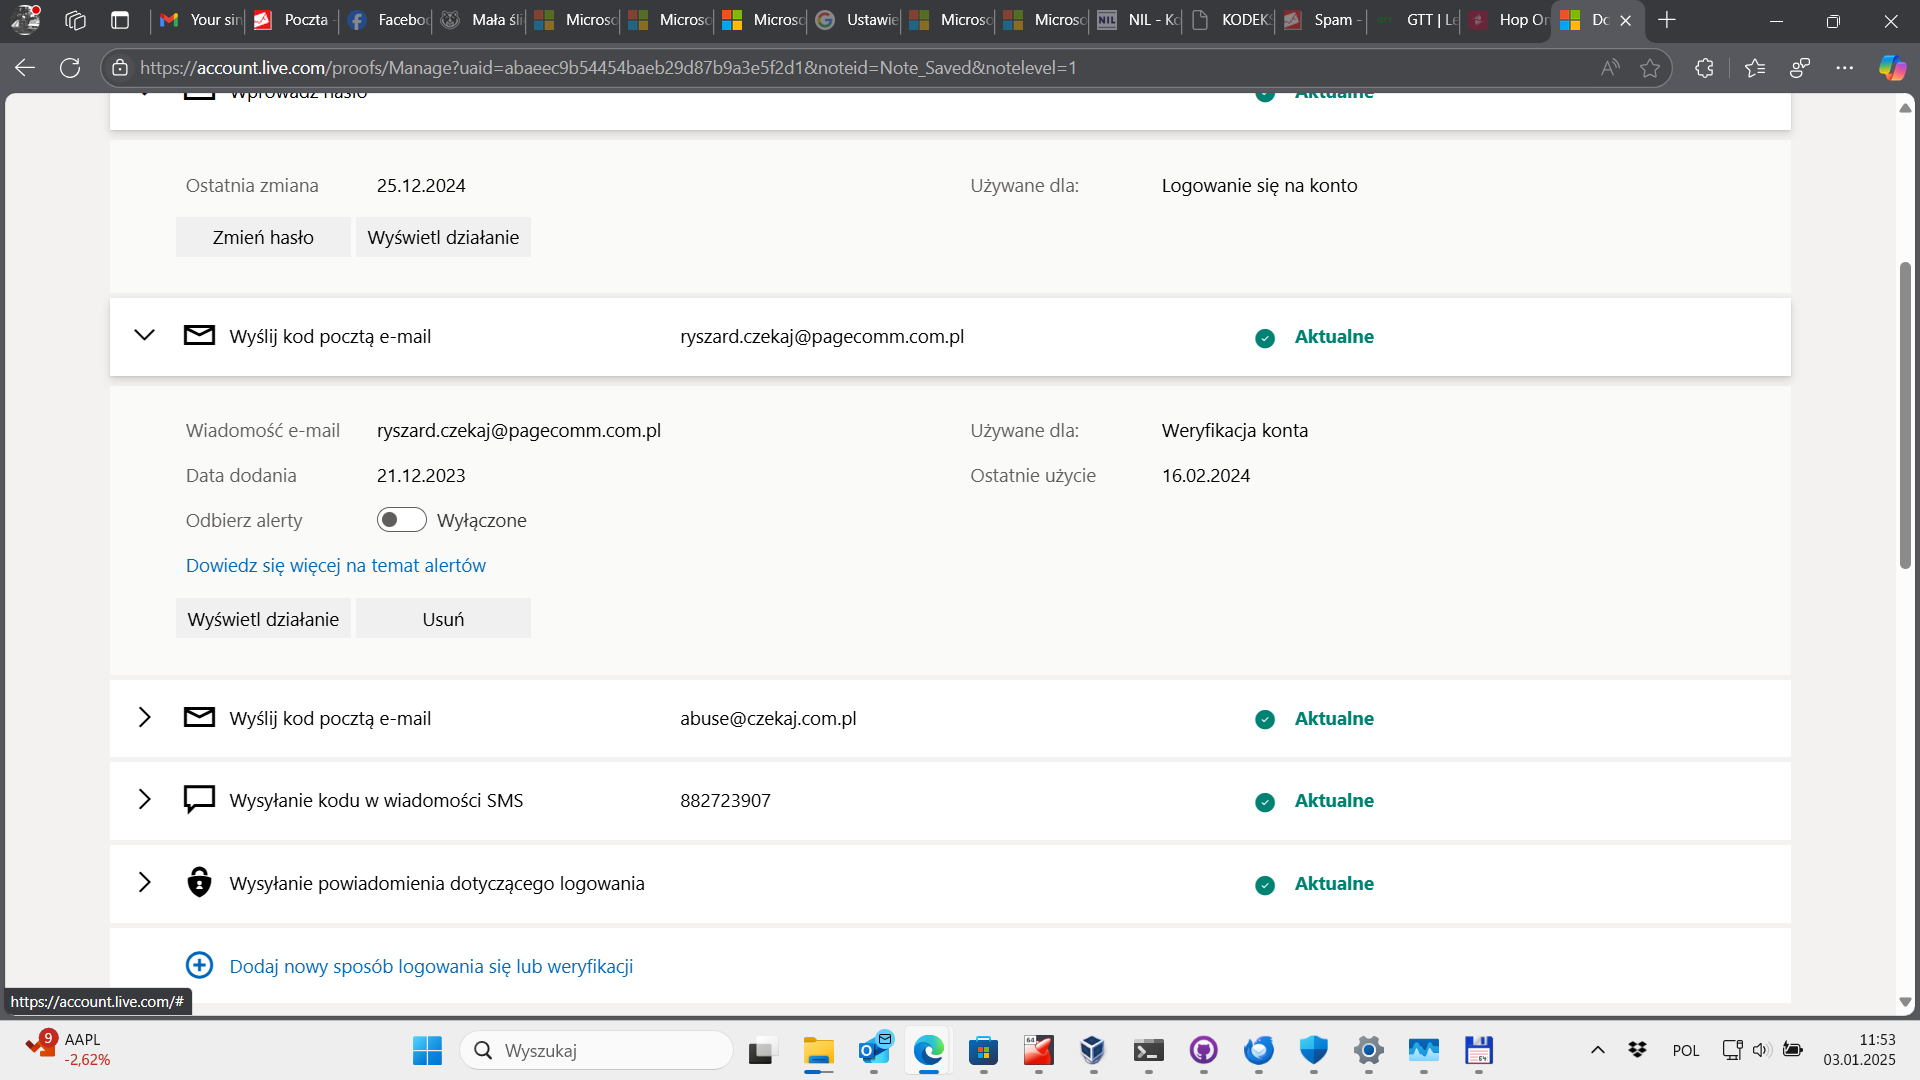 Your sin
Poczta -
Facebo
Mała śli
Microso
Microso
Microso
Ustawie
Microso
Microso
NIL - Ko
KODEKS
Spam -
GTT | Le
Hop On
Do
https://account.live.com/proofs/Manage?uaid=abaeec9b54454baeb29d87b9a3e5f2d1&noteid=Note_Saved&notelevel=1
Wprowadź hasło
Aktualne
Ostatnia zmiana 25.12.2024
Używane dla: Logowanie się na konto
Zmień hasło
Wyświetl działanie
Wyślij kod pocztą e-mail
ryszard.czekaj@pagecomm.com.pl
Aktualne
Wiadomość e-mail ryszard.czekaj@pagecomm.com.pl
Używane dla: Weryfikacja konta
Data dodania 21.12.2023
Ostatnie użycie 16.02.2024
Odbierz alerty Wyłączone
Dowiedz się więcej na temat alertów
Wyświetl działanie
Usuń
Wyślij kod pocztą e-mail
abuse@czekaj.com.pl
Aktualne
Wysyłanie kodu w wiadomości SMS
882723907
Aktualne
Wysyłanie powiadomienia dotyczącego logowania
Aktualne
Dodaj nowy sposób logowania się lub weryfikacji
https://account.live.com/#
9
AAPL
-2,62%
Wyszukaj
64
64
POL
11:53
03.01.2025